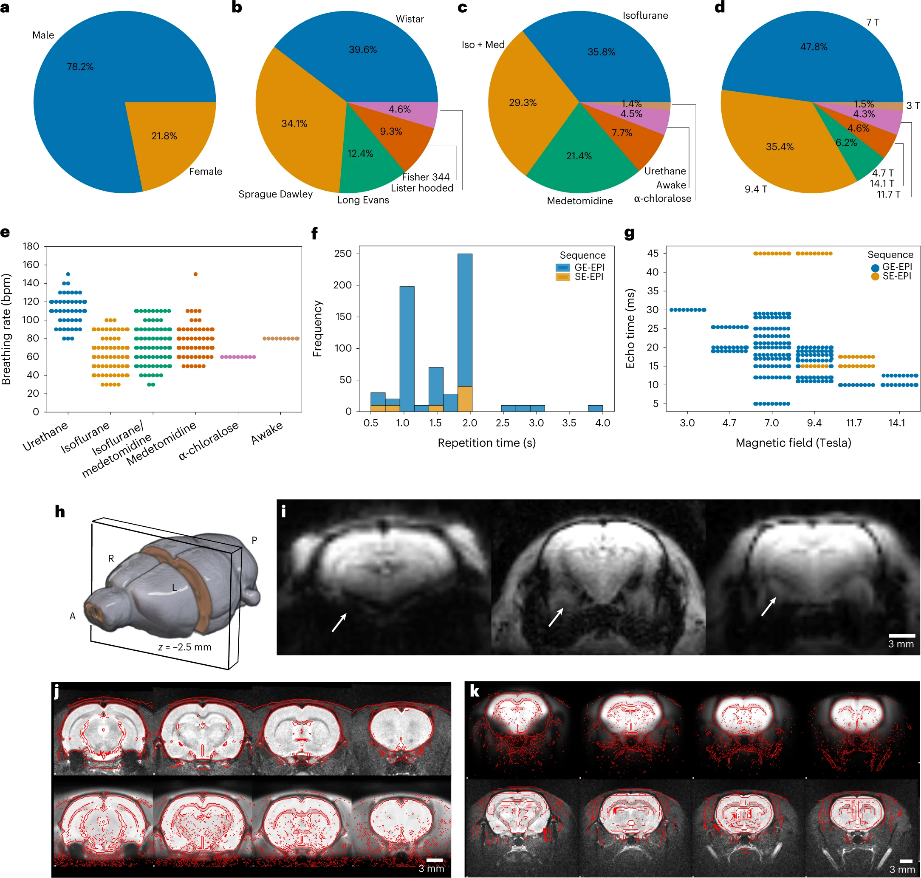 a
Male
78.2%
21.8%
Female
b
Wistar
39.6%
4.6%
34.1%
9.3%
12.4%
Fisher 344
Lister hooded
Sprague Dawley
Long Evans
c
Isoflurane
Iso + Med
35.8%
29.3%
1.4%
4.5%
7.7%
21.4%
Urethane
Awake
α-chloralose
Medetomidine
d
7 T
47.8%
1.5%
3 T
4.3%
4.6%
6.2%
35.4%
4.7 T
14.1 T
11.7 T
9.4 T
e
Breathing rate (bpm)
180
160
140
120
100
80
60
40
20
0
Urethane
Isoflurane
Isoflurane/
medetomidine
Medetomidine
α-chloralose
Awake
f
Frequency
250
200
150
100
50
0
Sequence
GE-EPI
SE-EPI
0.5 1.0 1.5 2.0 2.5 3.0 3.5 4.0
Repetition time (s)
g
Echo time (ms)
45
40
35
30
25
20
15
10
5
Sequence
GE-EPI
SE-EPI
3.0 4.7 7.0 9.4 11.7 14.1
Magnetic field (Tesla)
h
P
R
L
A
z = −2.5 mm
i
3 mm
j
3 mm
k
3 mm